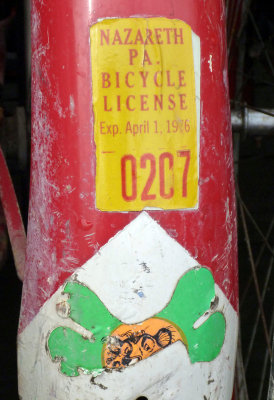 NAZARETH
PA.
BICYCLE
LICENSE
Exp. April 1, 1976
0207